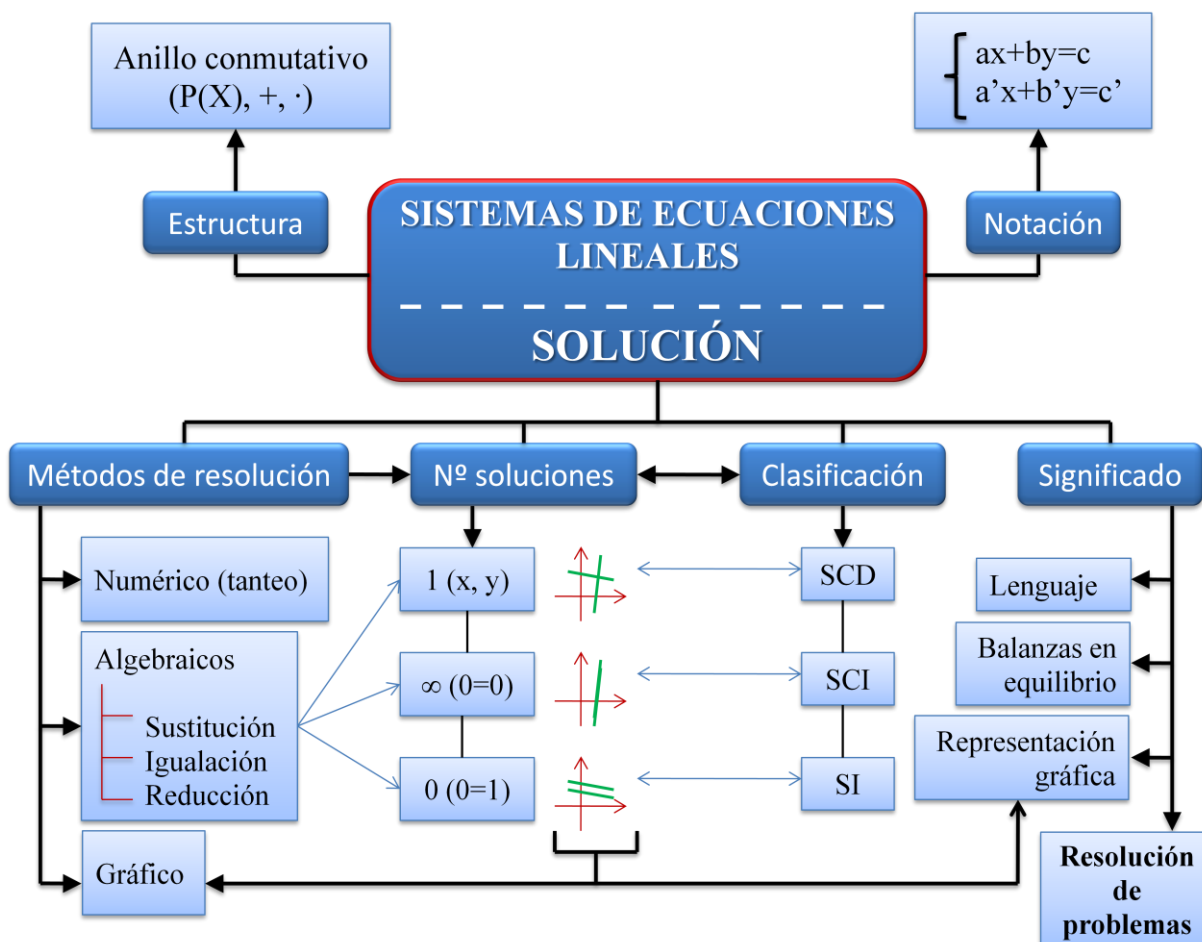 Anillo conmutativo
(P(X), +, ·)
ax+by=c
a’x+b’y=c’
Estructura
SISTEMAS DE ECUACIONES
LINEALES
SOLUCIÓN
Notación
Métodos de resolución
Nº soluciones
Clasificación
Significado
Numérico (tanteo)
Algebraicos
Sustitución
Igualación
Reducción
Gráfico
1 (x, y)
∞ (0=0)
0 (0=1)
SCD
SCI
SI
Lenguaje
Balanzas en
equilibrio
Representación
gráfica
Resolución
de
problemas